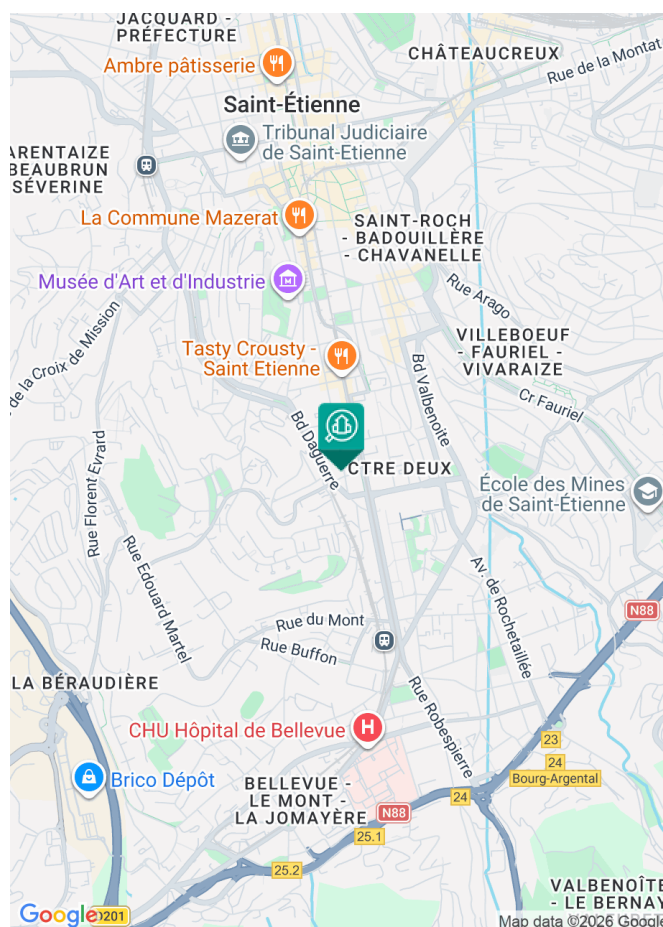 JACQUARD -
PRÉFECTURE
CHÂTEAUCREUX
Ambre pâtisserie
Rue de la Montat
Saint-Étienne
Tribunal Judiciaire
de Saint-Etienne
ARENTAIZE
BEAUBRUN
SÉVERINE
La Commune Mazerat
SAINT-ROCH
- BADOUILLÈRE
- CHAVANELLE
Musée d'Art et d'Industrie
Rue Arago
de la Croix de Mission
VILLEBOEUF
- FAURIEL -
VIVARAIZE
Tasty Crousty -
Saint Etienne
Bd Valbenoite
Cr Fauriel
Bd Daguerre
CTRE DEUX
Rue Florent Evrard
École des Mines
de Saint-Étienne
Rue Edouard Martel
Av. de Rochetaillée
N88
Rue du Mont
Rue Buffon
LA BÉRAUDIÈRE
Rue Robespierre
CHU Hôpital de Bellevue
H
23
24
Bourg-Argental
Brico Dépôt
BELLEVUE -
LE MONT -
LA JOMAYÈRE
24
N88
25.1
25.2
VALBENOÎTE
- LE BERNAY
Google
D201
Map data ©2026 Google